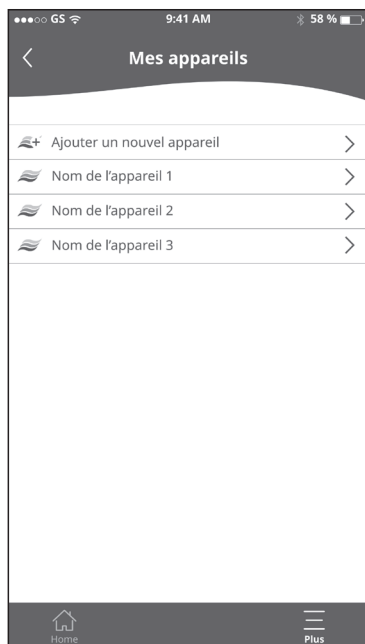 GS 9:41 AM 58 %
Mes appareils
Ajouter un nouvel appareil
Nom de l'appareil 1
Nom de l'appareil 2
Nom de l'appareil 3
Home Plus